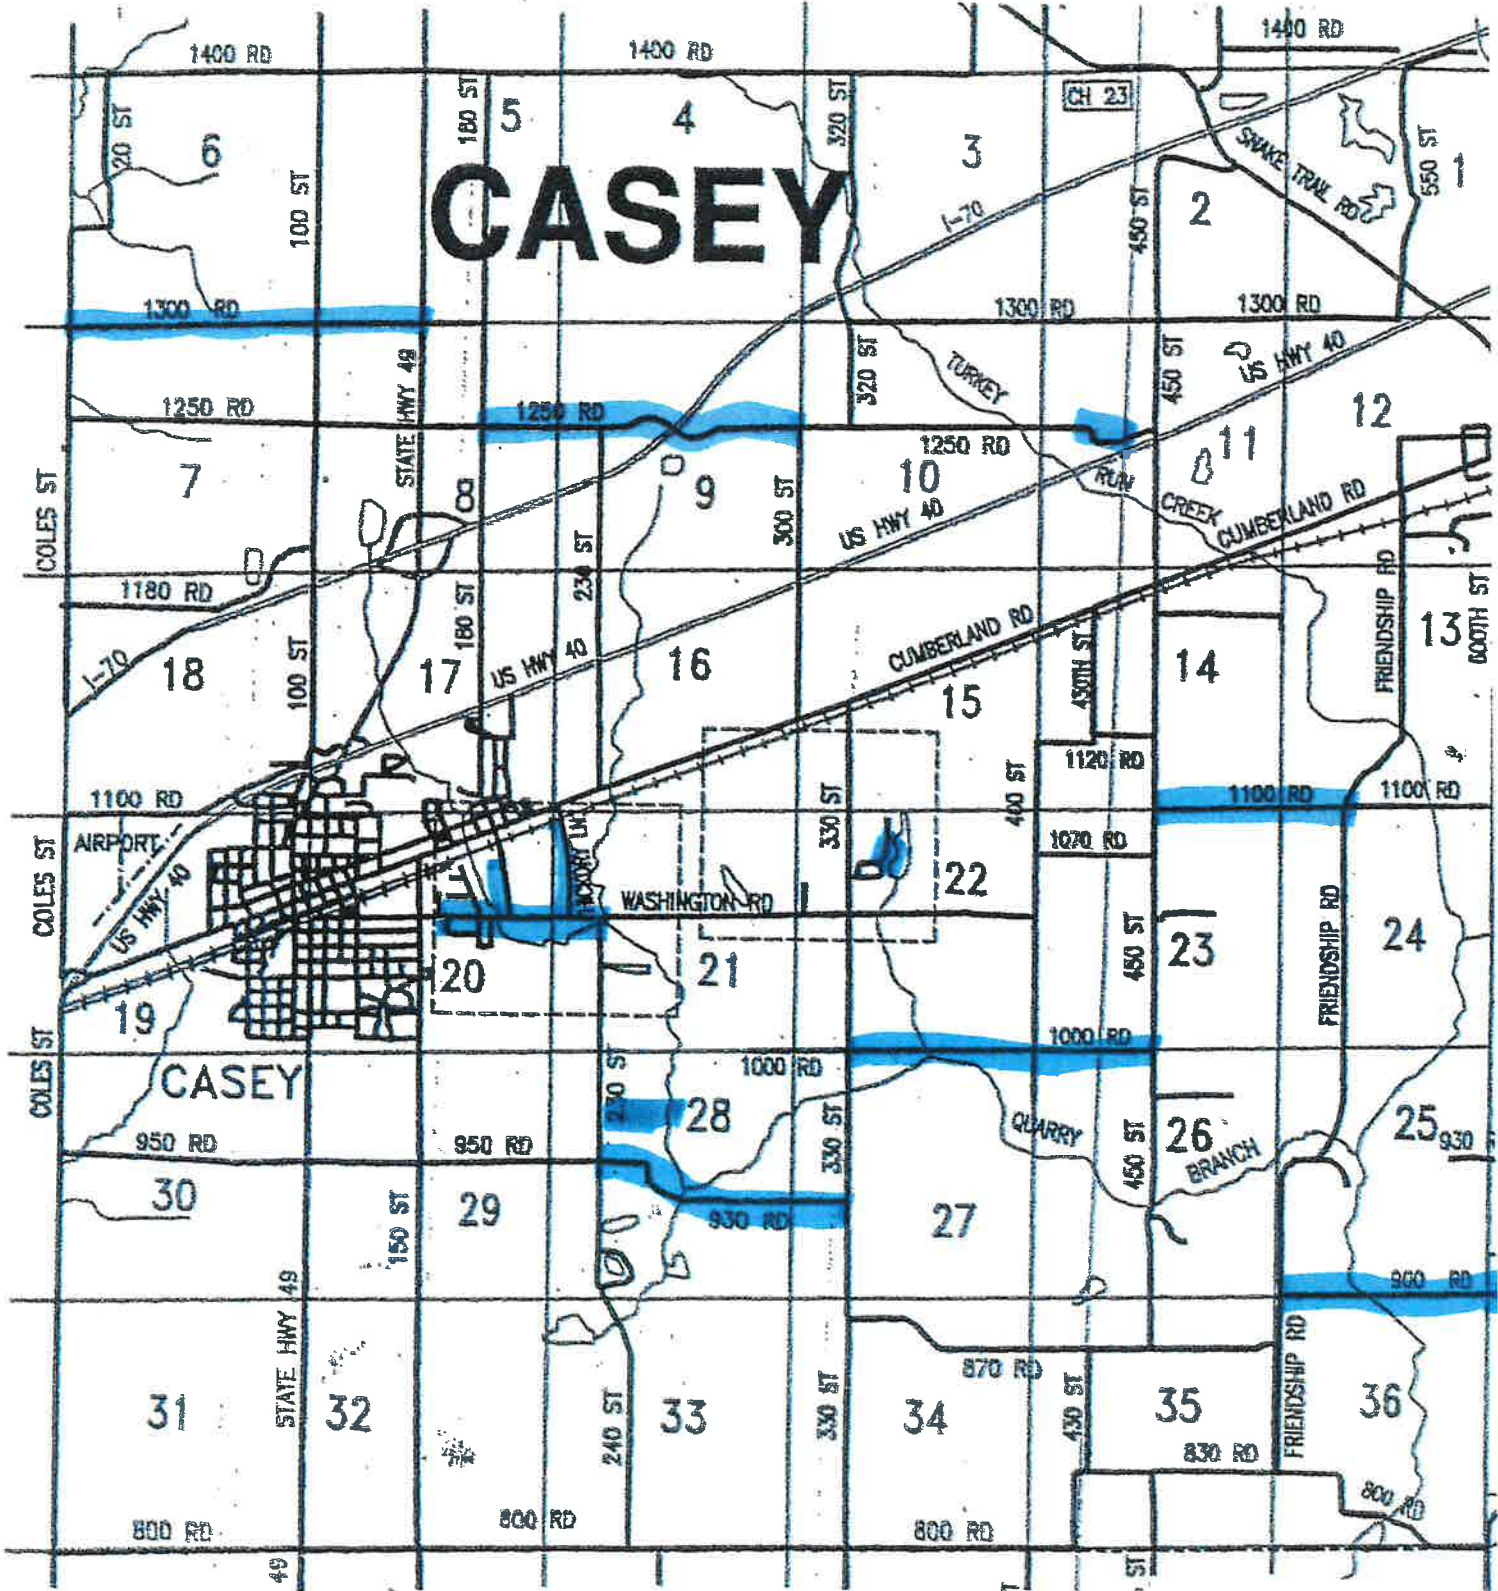 1400 RD
1400 RD
1400 RD
20 ST
6
180 ST
5
4
320 ST
CH 23
3
SNAKE TRAIL RD
550 ST
1
CASEY
100 ST
I-70
450 ST
2
1300 RD
1300 RD
1300 RD
STATE HWY 49
320 ST
TURKEY
450 ST
US HWY 40
1250 RD
1250 RD
1250 RD
12
11
COLES ST
7
8
9
300 ST
10
US HWY 40
RUN
CREEK
CUMBERLAND RD
1180 RD
230 ST
180 ST
100 ST
I-70
18
17
US HWY 40
16
CUMBERLAND RD
15
430TH ST
14
FRIENDSHIP RD
13
BOOTH ST
1120 RD
1100 RD
1100 RD
1100 RD
400 ST
330 ST
AIRPORT
COLES ST
US HWY 40
HICKORY LN
1070 RD
WASHINGTON RD
22
450 ST
23
FRIENDSHIP RD
24
20
21
19
COLES ST
CASEY
1000 RD
1000 RD
230 ST
28
330 ST
QUARRY
450 ST
26
BRANCH
25
930
950 RD
950 RD
30
150 ST
29
930 RD
27
900 RD
STATE HWY 49
870 RD
31
32
240 ST
33
330 ST
34
430 ST
35
FRIENDSHIP RD
36
830 RD
800 RD
800 RD
800 RD
800 RD
49
ST